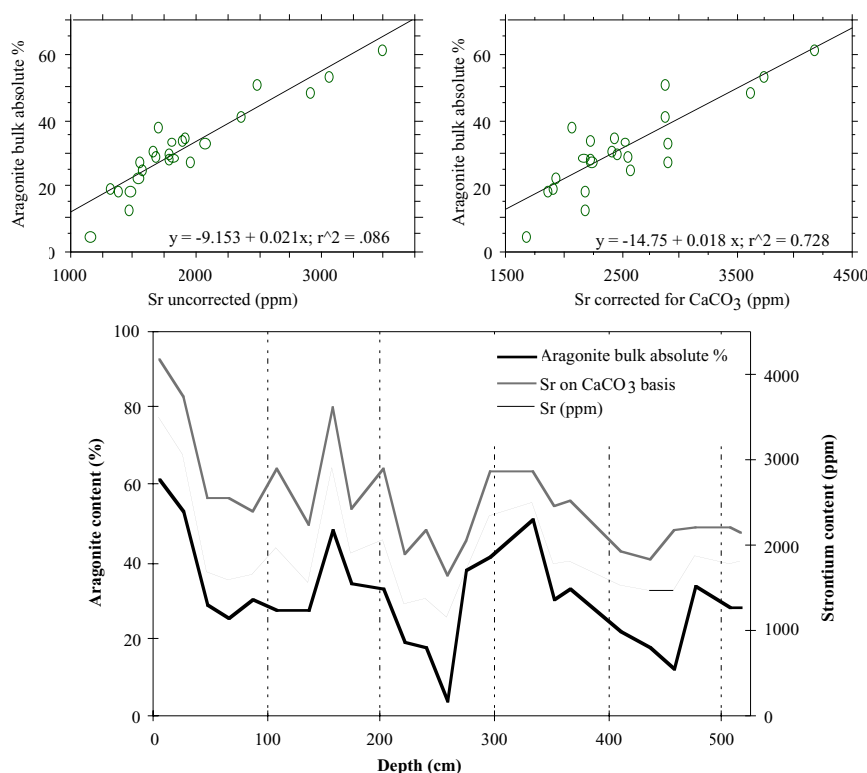 Aragonite bulk absolute %
60
40
20
0
y = -9.153 + 0.021x; r^2 = .086
1000
2000
3000
Sr uncorrected (ppm)
Aragonite bulk absolute %
60
40
20
0
y = -14.75 + 0.018 x; r^2 = 0.728
1500
2500
3500
4500
Sr corrected for CaCO3 (ppm)
Aragonite content (%)
100
80
60
40
20
0
Aragonite bulk absolute %
Sr on CaCO3 basis
Sr (ppm)
4000
3000
2000
1000
0
Strontium content (ppm)
0
100
200
300
400
500
Depth (cm)